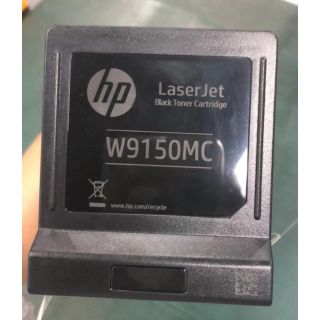 hp
LaserJet
Black Toner Cartridge
W9150MC
www.hp.com/recycle